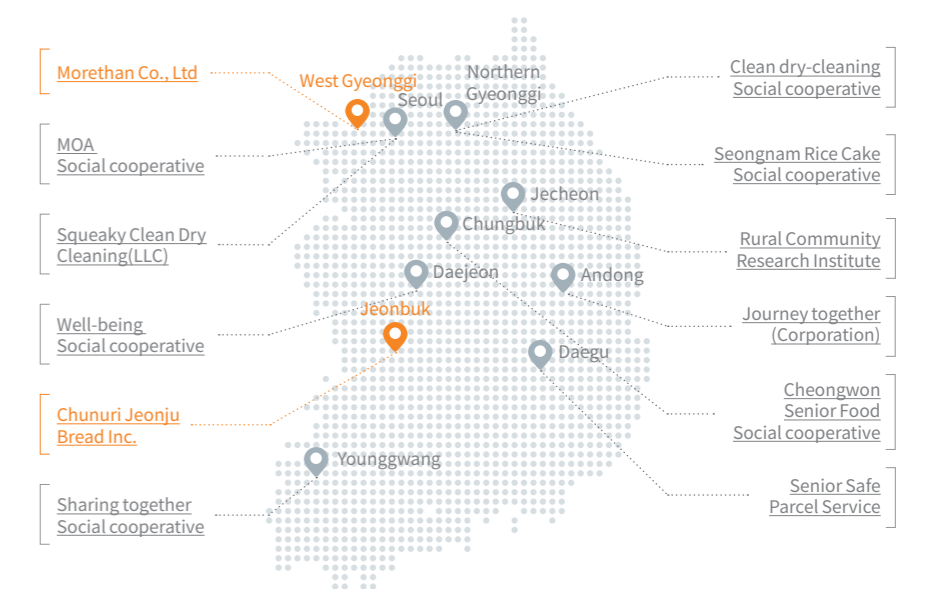 Morethan Co., Ltd
MOA
Social cooperative
Squeaky Clean Dry
Cleaning(LLC)
Well-being
Social cooperative
Chunuri Jeonju
Bread Inc.
Sharing together
Social cooperative
West Gyeonggi
Seoul
Northern
Gyeonggi
Jecheon
Chungbuk
Daejeon
Andong
Jeonbuk
Daegu
Younggwang
Clean dry-cleaning
Social cooperative
Seongnam Rice Cake
Social cooperative
Rural Community
Research Institute
Journey together
(Corporation)
Cheongwon
Senior Food
Social cooperative
Senior Safe
Parcel Service